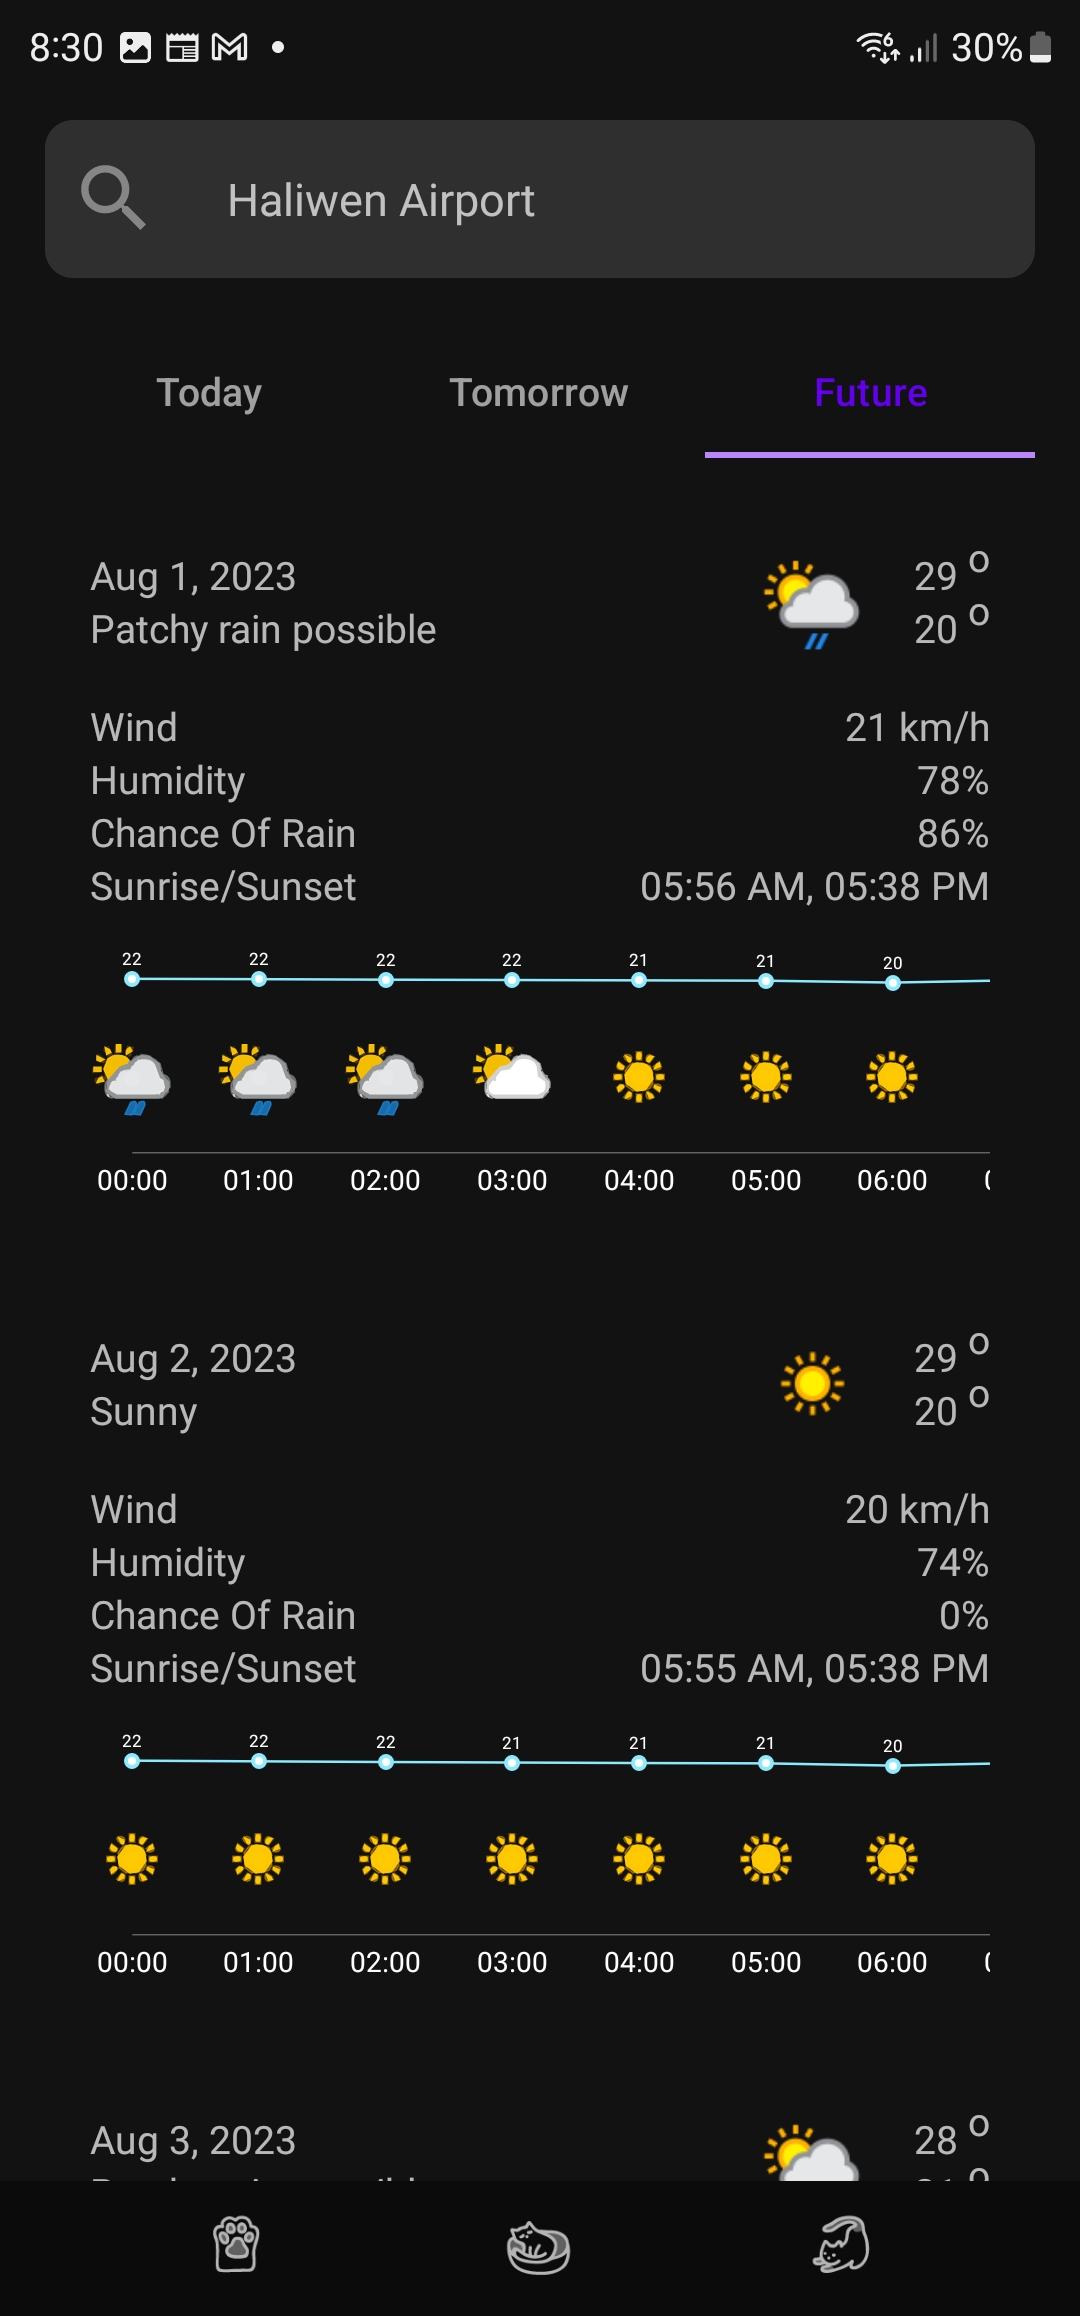 8:30 6 30%
Haliwen Airport
Today Tomorrow Future
Aug 1, 2023 29 o
Patchy rain possible 20 o
Wind 21 km/h
Humidity 78%
Chance Of Rain 86%
Sunrise/Sunset 05:56 AM, 05:38 PM
22 22 22 22 21 21 20
00:00 01:00 02:00 03:00 04:00 05:00 06:00
Aug 2, 2023 29 o
Sunny 20 o
Wind 20 km/h
Humidity 74%
Chance Of Rain 0%
Sunrise/Sunset 05:55 AM, 05:38 PM
22 22 22 21 21 21 20
00:00 01:00 02:00 03:00 04:00 05:00 06:00
Aug 3, 2023 28 o